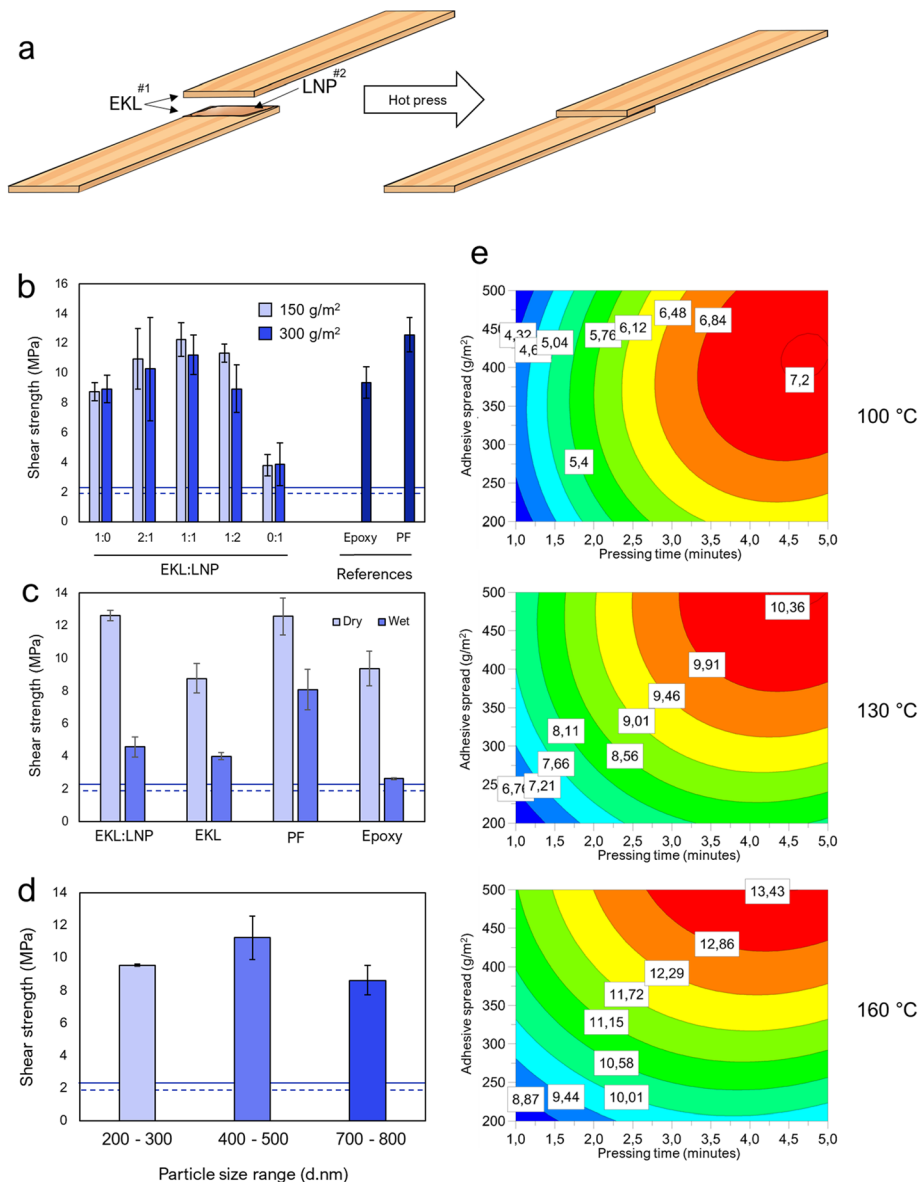 a
EKL#1
LNP#2
Hot press
b
Shear strength (MPa)
16
14
12
10
8
6
4
2
0
150 g/m²
300 g/m²
1:0 2:1 1:1 1:2 0:1 Epoxy PF
EKL:LNP References
c
Shear strength (MPa)
14
12
10
8
6
4
2
0
Dry Wet
EKL:LNP EKL PF Epoxy
d
Shear strength (MPa)
14
12
10
8
6
4
2
0
200 - 300 400 - 500 700 - 800
Particle size range (d.nm)
e
Adhesive spread (g/m²)
500
450
400
350
300
250
200
4,32
4,6
5,04
5,4
5,76
6,12
6,48
6,84
7,2
1,0 1,5 2,0 2,5 3,0 3,5 4,0 4,5 5,0
Pressing time (minutes)
100 °C
Adhesive spread (g/m²)
500
450
400
350
300
250
200
6,76
7,21
7,66
8,11
8,56
9,01
9,46
9,91
10,36
1,0 1,5 2,0 2,5 3,0 3,5 4,0 4,5 5,0
Pressing time (minutes)
130 °C
Adhesive spread (g/m²)
500
450
400
350
300
250
200
8,87
9,44
10,01
10,58
11,15
11,72
12,29
12,86
13,43
1,0 1,5 2,0 2,5 3,0 3,5 4,0 4,5 5,0
Pressing time (minutes)
160 °C